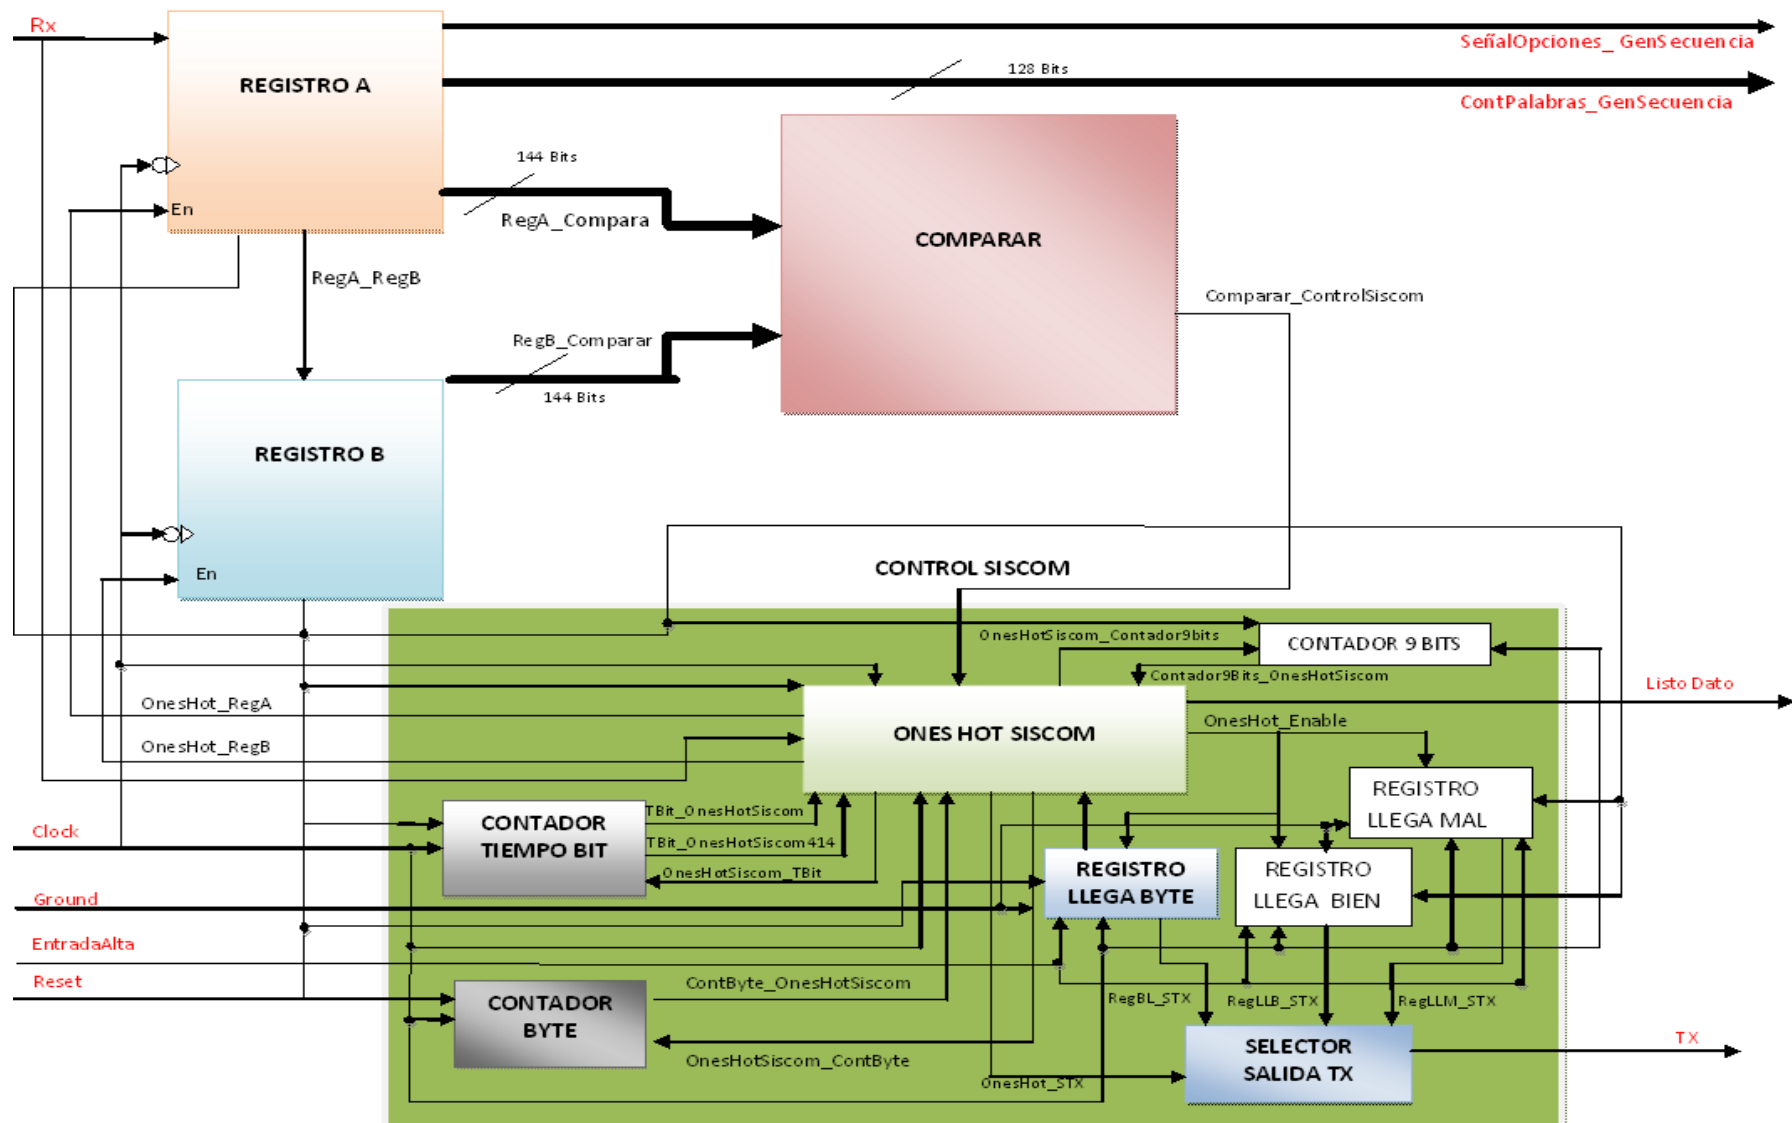 Rx
SeñalOpciones_ GenSecuencia
REGISTRO A
128 Bits
ContPalabras_GenSecuencia
144 Bits
En
RegA_Compara
COMPARAR
RegA_RegB
Comparar_ControlSiscom
RegB_Comparar
144 Bits
REGISTRO B
En
CONTROL SISCOM
OnesHotSiscom_Contador9bits
CONTADOR 9 BITS
Contador9Bits_OnesHotSiscom
Listo Dato
OnesHot_RegA
OnesHot_Enable
ONES HOT SISCOM
OnesHot_RegB
REGISTRO
LLEGA MAL
TBit_OnesHotSiscom
CONTADOR
TIEMPO BIT
Clock
TBit_OnesHotSiscom414
OnesHotSiscom_TBit
REGISTRO
LLEGA BYTE
REGISTRO
LLEGA BIEN
Ground
EntradaAlta
Reset
ContByte_OnesHotSiscom
CONTADOR
BYTE
RegBL_STX
RegLLB_STX
RegLLM_STX
OnesHotSiscom_ContByte
SELECTOR
SALIDA TX
TX
OnesHot_STX